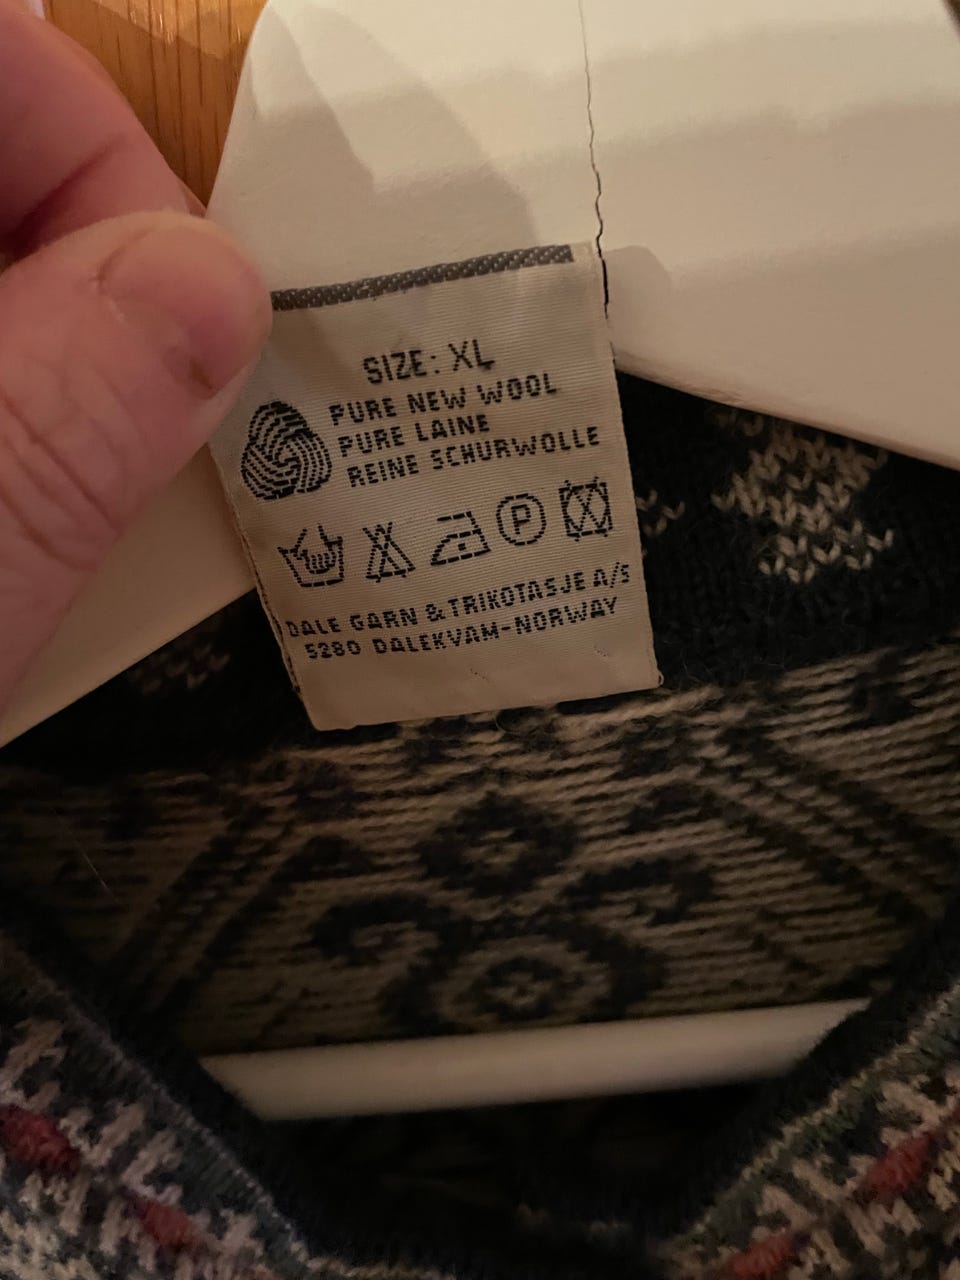 SIZE: XL
PURE NEW WOOL
PURE LAINE
REINE SCHURWOLLE
P
DALE GARN & TRIKOTASJE A/S
5280 DALEKVAM-NORWAY